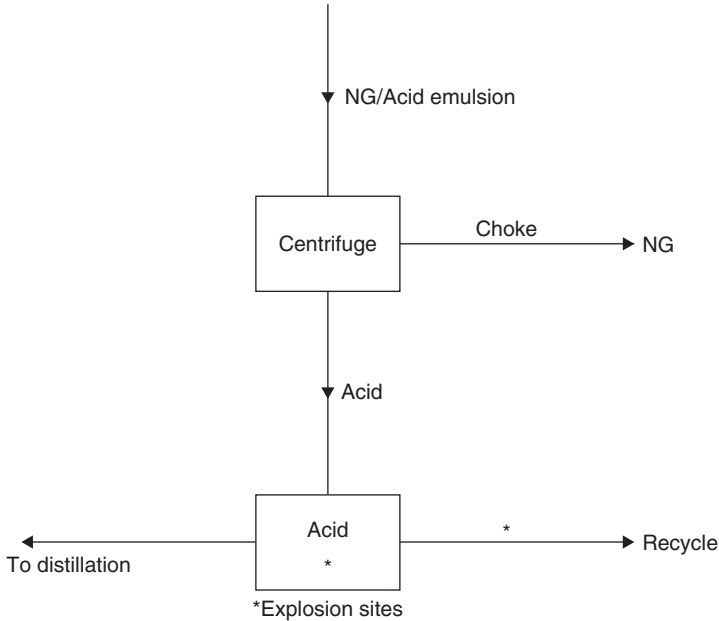 NG/Acid emulsion
Centrifuge
Choke
NG
Acid
Acid
*
*
Recycle
To distillation
*Explosion sites